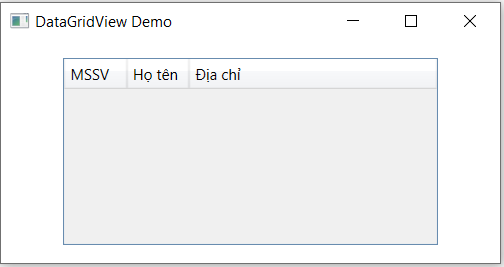 DataGridView Demo
MSSV Họ tên Địa chỉ